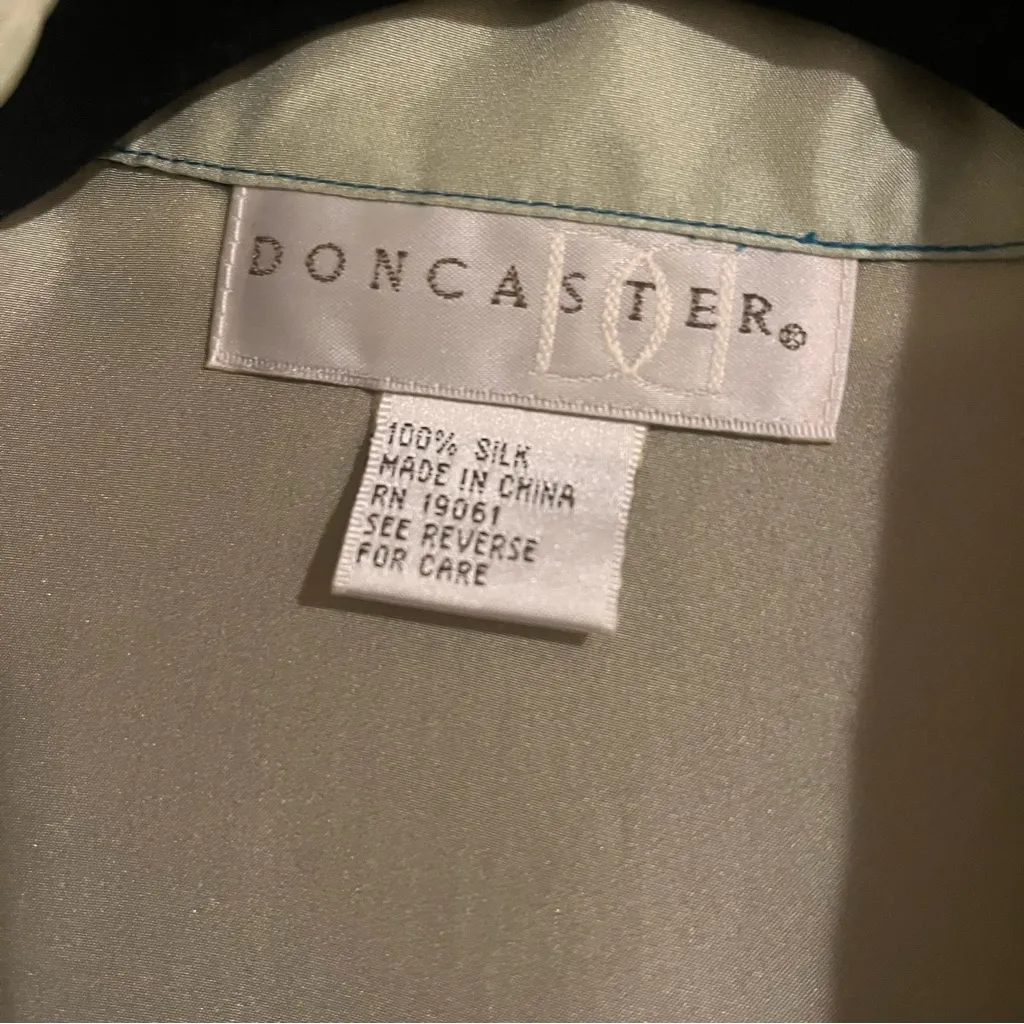 DONCASTER®
100% SILK
MADE IN CHINA
RN 19061
SEE REVERSE
FOR CARE